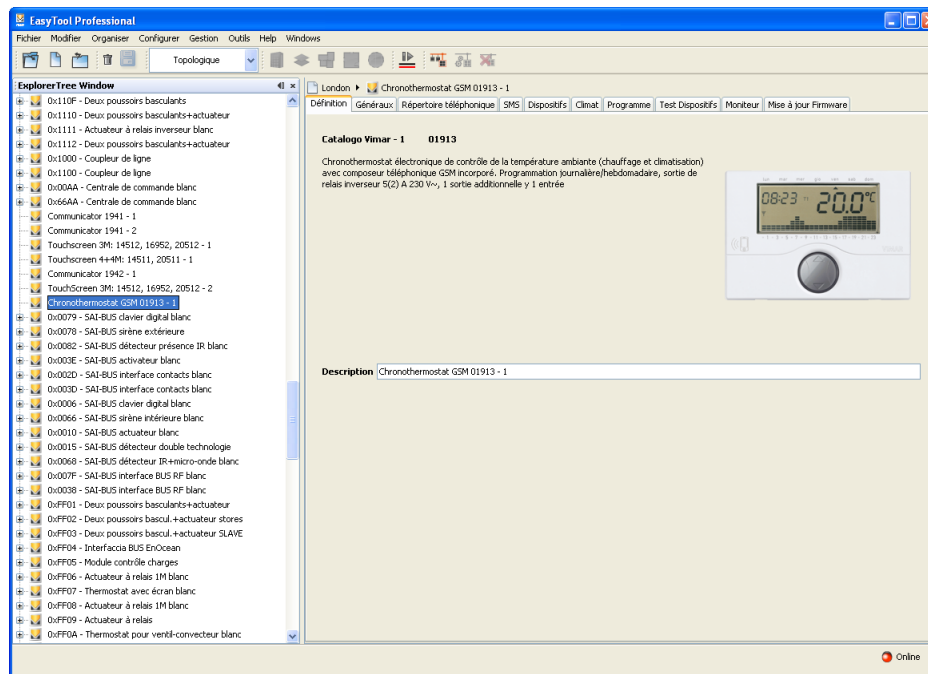 EasyTool Professional
Fichier Modifier Organiser Configurer Gestion Outils Help Windows
Topologique
ExplorerTree Window
0x110F - Deux poussoirs basculants
0x1110 - Deux poussoirs basculants+actuateur
0x1111 - Actuateur à relais inverseur blanc
0x1112 - Deux poussoirs basculants+actuateur
0x1000 - Coupleur de ligne
0x1100 - Coupleur de ligne
0x00AA - Centrale de commande blanc
0x66AA - Centrale de commande blanc
Communicator 1941 - 1
Communicator 1941 - 2
Touchscreen 3M: 14512, 16952, 20512 - 1
Touchscreen 4+4M: 14511, 20511 - 1
Communicator 1942 - 1
TouchScreen 3M: 14512, 16952, 20512 - 2
Chronothermostat GSM 01913 - 1
0x0079 - SAI-BUS clavier digital blanc
0x0078 - SAI-BUS sirène extérieure
0x0082 - SAI-BUS détecteur présence IR blanc
0x003E - SAI-BUS activateur blanc
0x002D - SAI-BUS interface contacts blanc
0x003D - SAI-BUS interface contacts blanc
0x0006 - SAI-BUS clavier digital blanc
0x0066 - SAI-BUS sirène intérieure blanc
0x0010 - SAI-BUS actuateur blanc
0x0015 - SAI-BUS détecteur double technologie
0x0068 - SAI-BUS détecteur IR+micro-onde blanc
0x007F - SAI-BUS interface BUS RF blanc
0x0038 - SAI-BUS interface BUS RF blanc
0xFF01 - Deux poussoirs basculants+actuateur
0xFF02 - Deux poussoirs bascul.+actuateur stores
0xFF03 - Deux poussoirs bascul.+actuateur SLAVE
0xFF04 - Interfaccia BUS EnOcean
0xFF05 - Module contrôle charges
0xFF06 - Actuateur à relais 1M blanc
0xFF07 - Thermostat avec écran blanc
0xFF08 - Actuateur à relais 1M blanc
0xFF09 - Actuateur à relais
0xFF0A - Thermostat pour ventil-convecteur blanc
London Chronothermostat GSM 01913 - 1
Définition Généraux Répertoire téléphonique SMS Dispositifs Climat Programme Test Dispositifs Moniteur Mise à jour Firmware
Catalogo Vimar - 1 01913
Chronothermostat électronique de contrôle de la température ambiante (chauffage et climatisation)
avec composeur téléphonique GSM incorporé. Programmation journalière/hebdomadaire, sortie de
relais inverseur 5(2) A 230 V~, 1 sortie additionnelle y 1 entrée
08:23 20.0°C
Description Chronothermostat GSM 01913 - 1
Online